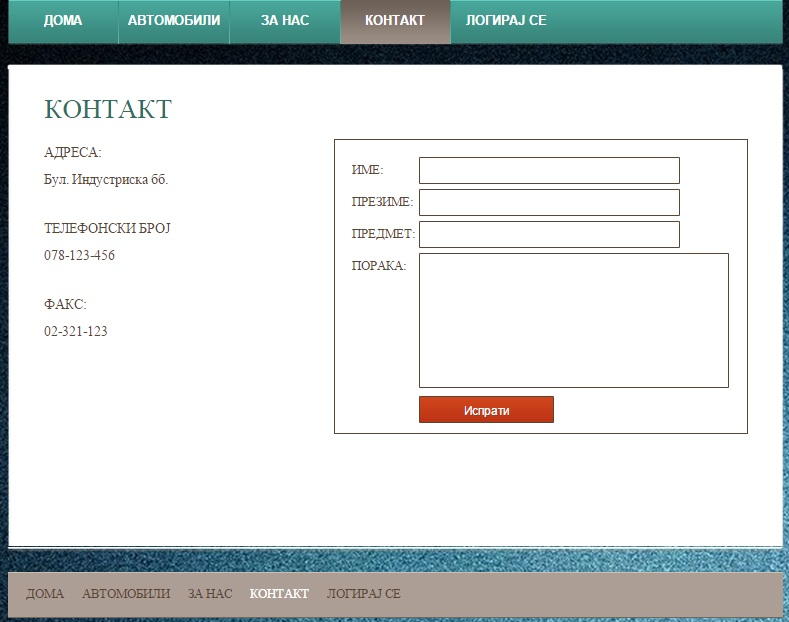 ДОМА АВТОМОБИЛИ ЗА НАС КОНТАКТ ЛОГИРАЈ СЕ
КОНТАКТ
АДРЕСА:
Бул. Индустриска бб.
ТЕЛЕФОНСКИ БРОЈ
078-123-456
ФАКС:
02-321-123
ИМЕ:
ПРЕЗИМЕ:
ПРЕДМЕТ:
ПОРАКА:
Испрати
ДОМА АВТОМОБИЛИ ЗА НАС КОНТАКТ ЛОГИРАЈ СЕ